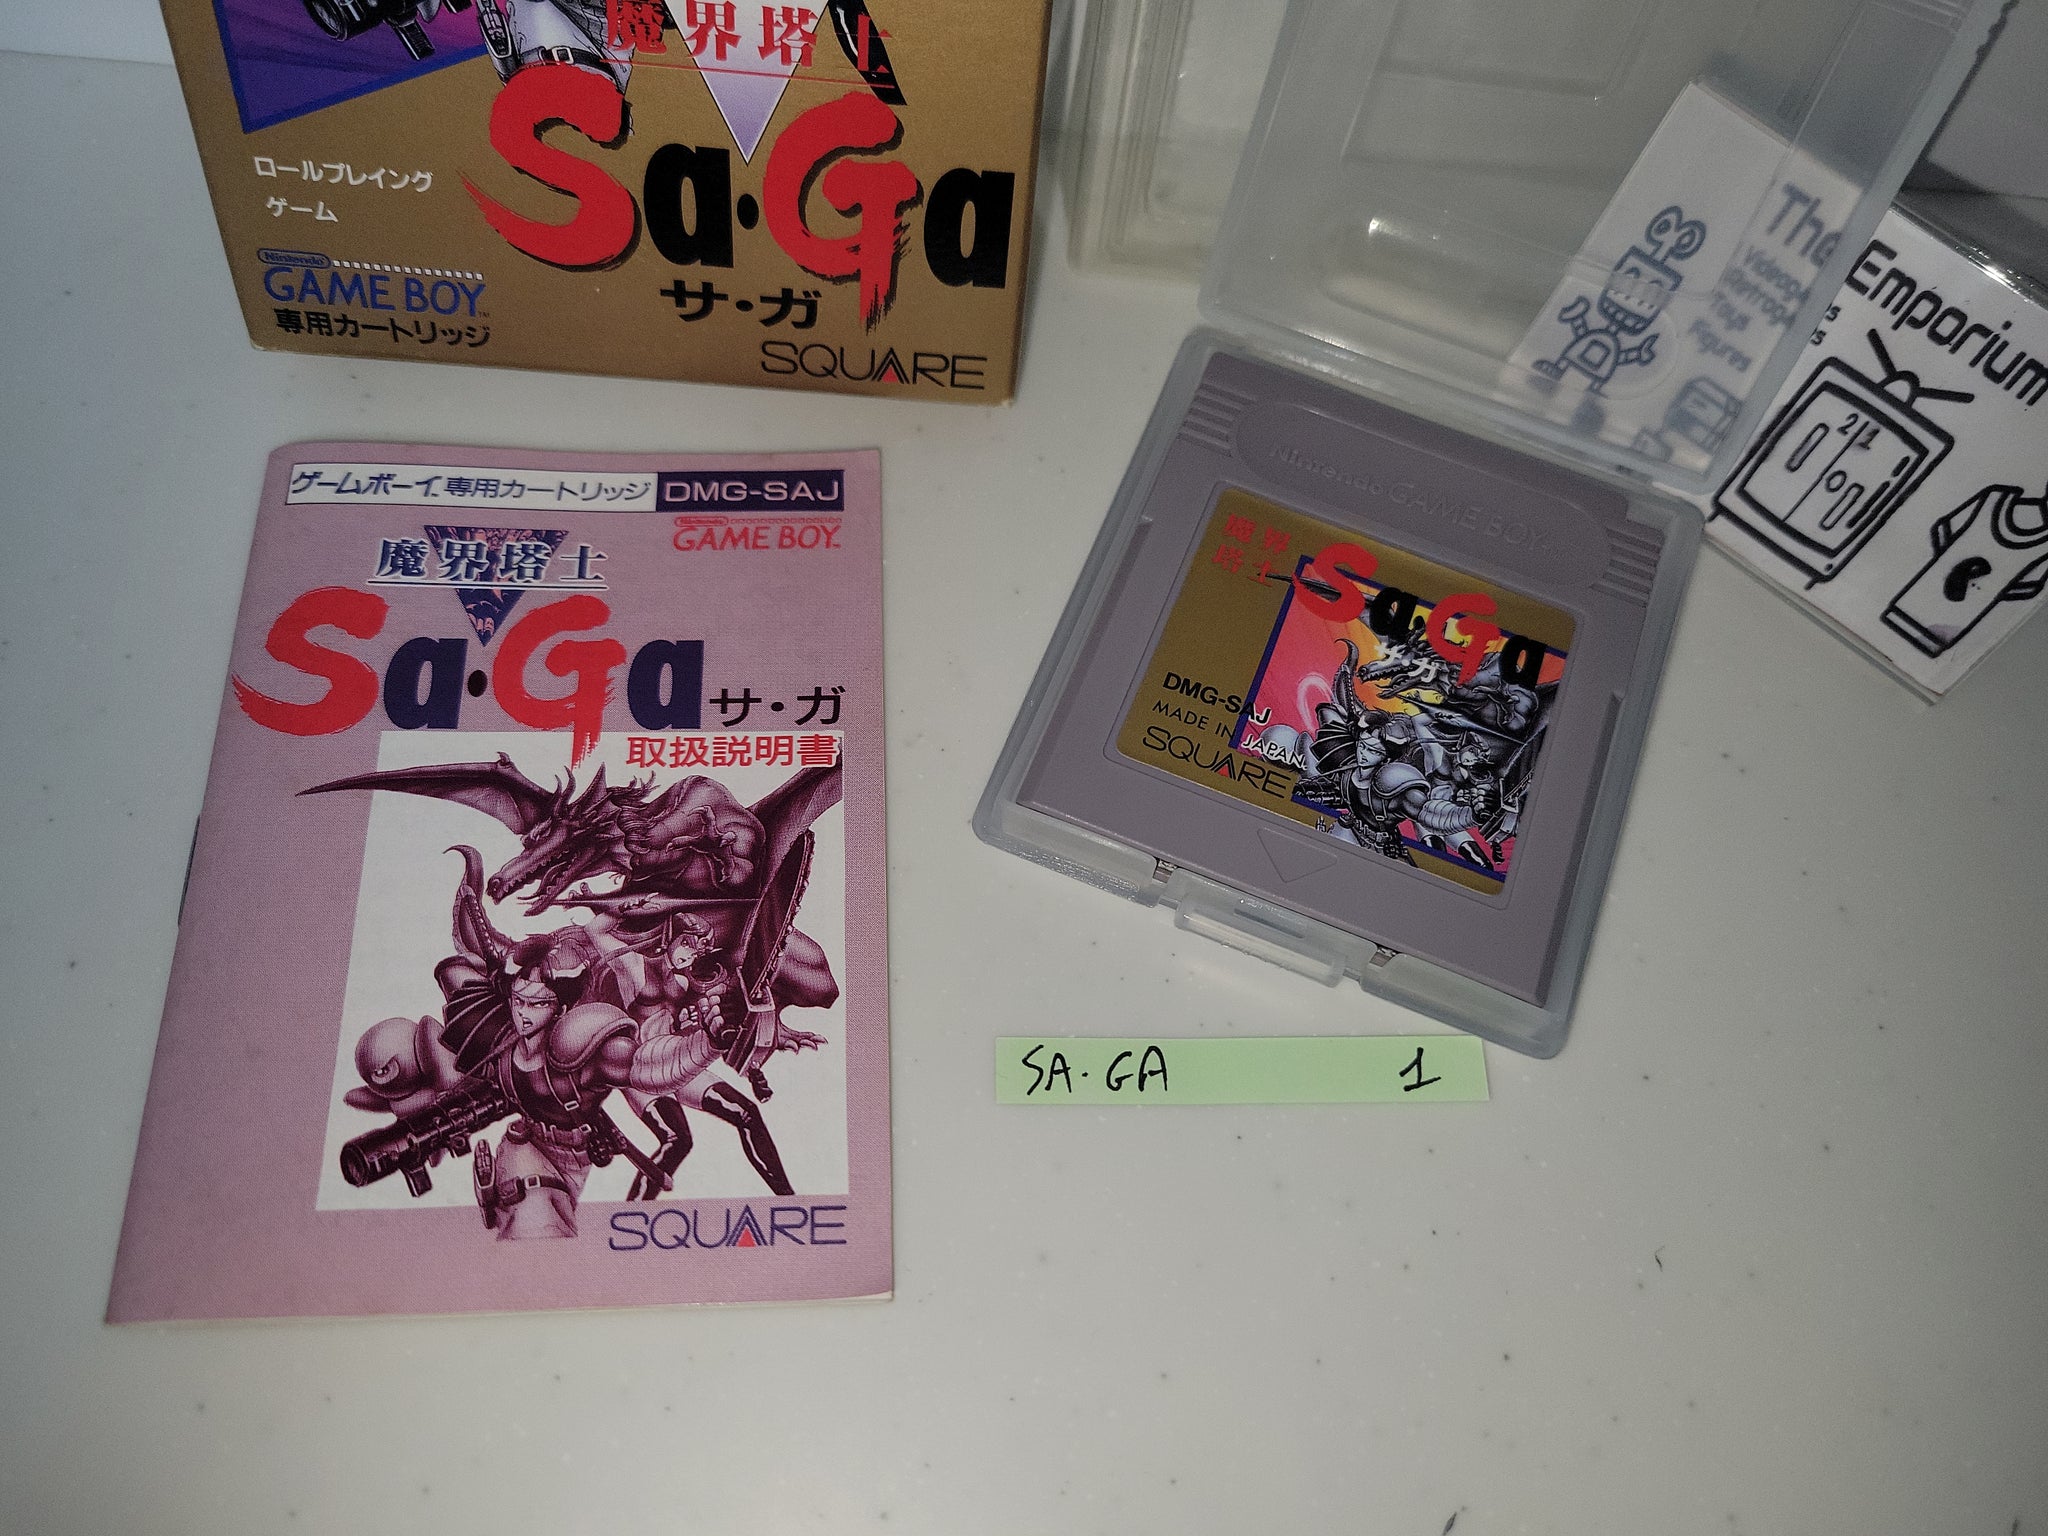 魔界塔士
Sa・Ga
サ・ガ
ロールプレイング
ゲーム
Nintendo
GAME BOY
専用カートリッジ
SQUARE
ゲームボーイ専用カートリッジ DMG-SAJ
Nintendo
GAME BOY
魔界塔士
Sa・Ga サ・ガ
取扱説明書
SQUARE
Nintendo GAME BOY
魔界
塔士
Sa・Ga
サ・ガ
DMG-SAJ
MADE IN JAPAN
SQUARE
SA・GA 1
The
Toys
Figures
Emporium
21